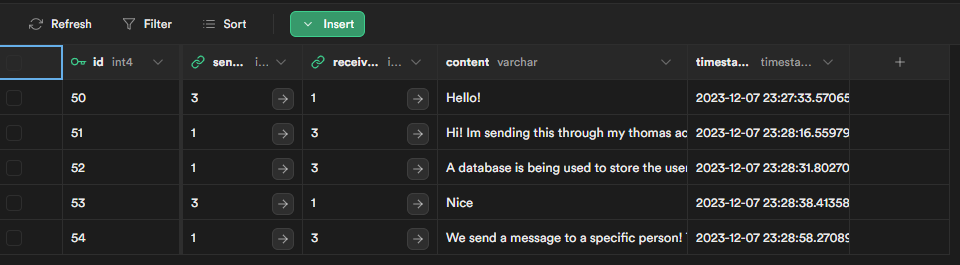 Refresh Filter Sort Insert
id int4 sen... i... receiv... i... content varchar timesta... timesta...
50 3 1 Hello! 2023-12-07 23:27:33.57065
51 1 3 Hi! Im sending this through my thomas ac 2023-12-07 23:28:16.55979
52 1 3 A database is being used to store the user 2023-12-07 23:28:31.80270
53 3 1 Nice 2023-12-07 23:28:38.41358
54 1 3 We send a message to a specific person! 2023-12-07 23:28:58.27089